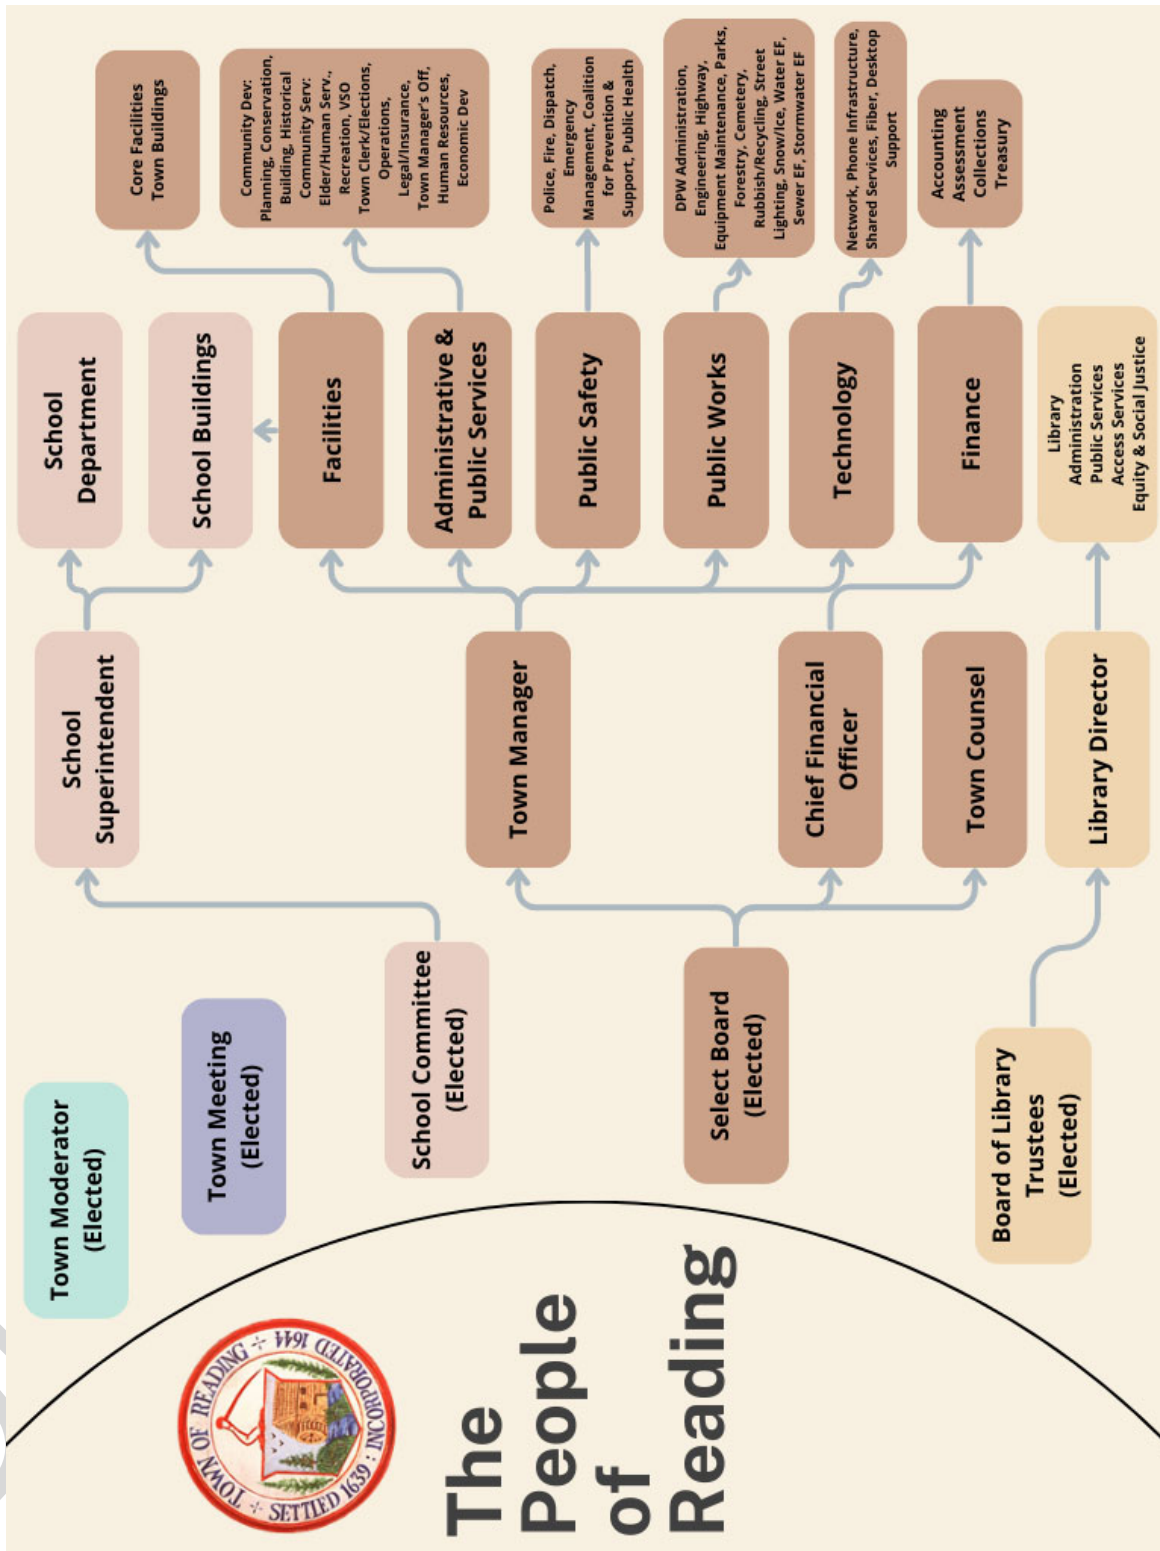 The
People
of
Reading
TOWN OF READING ÷ INCORPORATED 1644 ÷ SETTLED 1639 :
Town Moderator
(Elected)
Town Meeting
(Elected)
School Committee
(Elected)
Select Board
(Elected)
Board of Library
Trustees
(Elected)
School
Superintendent
Town Manager
Chief Financial
Officer
Town Counsel
Library Director
School
Department
School Buildings
Facilities
Administrative &
Public Services
Public Safety
Public Works
Technology
Finance
Library
Administration
Public Services
Access Services
Equity & Social Justice
Core Facilities
Town Buildings
Community Dev:
Planning, Conservation,
Building, Historical
Community Serv:
Elder/Human Serv.,
Recreation, VSO
Town Clerk/Elections,
Operations,
Legal/Insurance,
Town Manager's Off,
Human Resources,
Economic Dev
Police, Fire, Dispatch,
Emergency
Management, Coalition
for Prevention &
Support, Public Health
DPW Administration,
Engineering, Highway,
Equipment Maintenance, Parks,
Forestry, Cemetery,
Rubbish/Recycling, Street
Lighting, Snow/Ice, Water EF,
Sewer EF, Stormwater EF
Network, Phone Infrastructure,
Shared Services, Fiber, Desktop
Support
Accounting
Assessment
Collections
Treasury